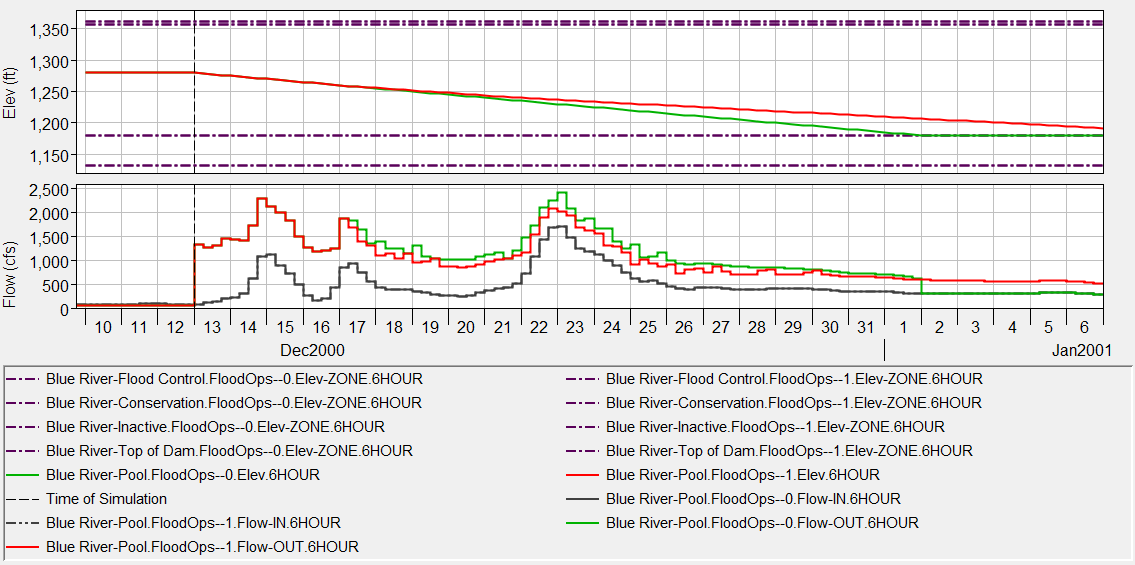 1,350
1,300
1,250
1,200
1,150
Elev (ft)
2,500
2,000
1,500
1,000
500
0
Flow (cfs)
10 11 12 13 14 15 16 17 18 19 20 21 22 23 24 25 26 27 28 29 30 31 1 2 3 4 5 6
Dec2000 Jan2001
Blue River-Flood Control.FloodOps--0.Elev-ZONE.6HOUR Blue River-Flood Control.FloodOps--1.Elev-ZONE.6HOUR
Blue River-Conservation.FloodOps--0.Elev-ZONE.6HOUR Blue River-Conservation.FloodOps--1.Elev-ZONE.6HOUR
Blue River-Inactive.FloodOps--0.Elev-ZONE.6HOUR Blue River-Inactive.FloodOps--1.Elev-ZONE.6HOUR
Blue River-Top of Dam.FloodOps--0.Elev-ZONE.6HOUR Blue River-Top of Dam.FloodOps--1.Elev-ZONE.6HOUR
Blue River-Pool.FloodOps--0.Elev.6HOUR Blue River-Pool.FloodOps--1.Elev.6HOUR
Time of Simulation Blue River-Pool.FloodOps--0.Flow-IN.6HOUR
Blue River-Pool.FloodOps--1.Flow-IN.6HOUR Blue River-Pool.FloodOps--0.Flow-OUT.6HOUR
Blue River-Pool.FloodOps--1.Flow-OUT.6HOUR